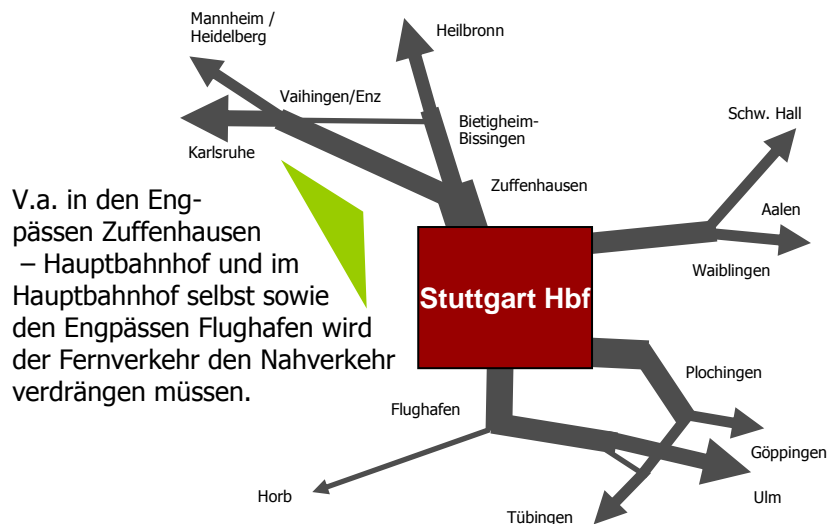 Mannheim /
Heidelberg
Heilbronn
Vaihingen/Enz
Schw. Hall
Bietigheim-
Bissingen
Karlsruhe
Zuffenhausen
V.a. in den Eng-
pässen Zuffenhausen
– Hauptbahnhof und im
Hauptbahnhof selbst sowie
den Engpässen Flughafen wird
der Fernverkehr den Nahverkehr
verdrängen müssen.
Aalen
Waiblingen
Stuttgart Hbf
Plochingen
Flughafen
Göppingen
Horb
Ulm
Tübingen